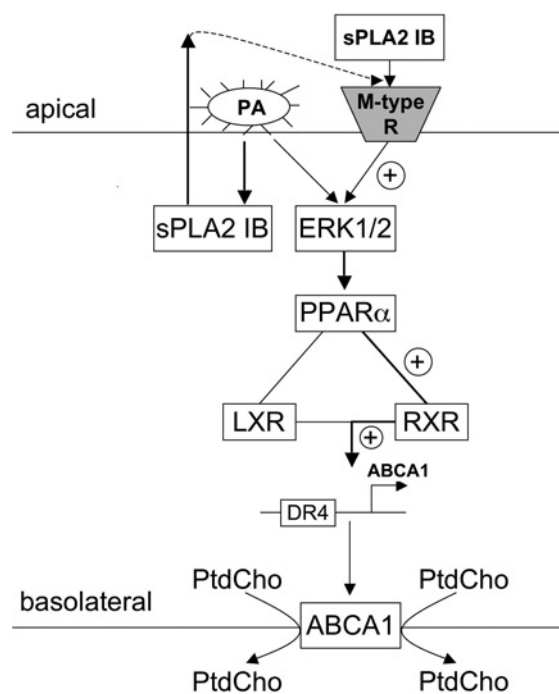 sPLA2 IB
M-type
R
PA
apical
+
sPLA2 IB
ERK1/2
PPARα
+
LXR
RXR
+
ABCA1
DR4
PtdCho
PtdCho
basolateral
ABCA1
PtdCho
PtdCho